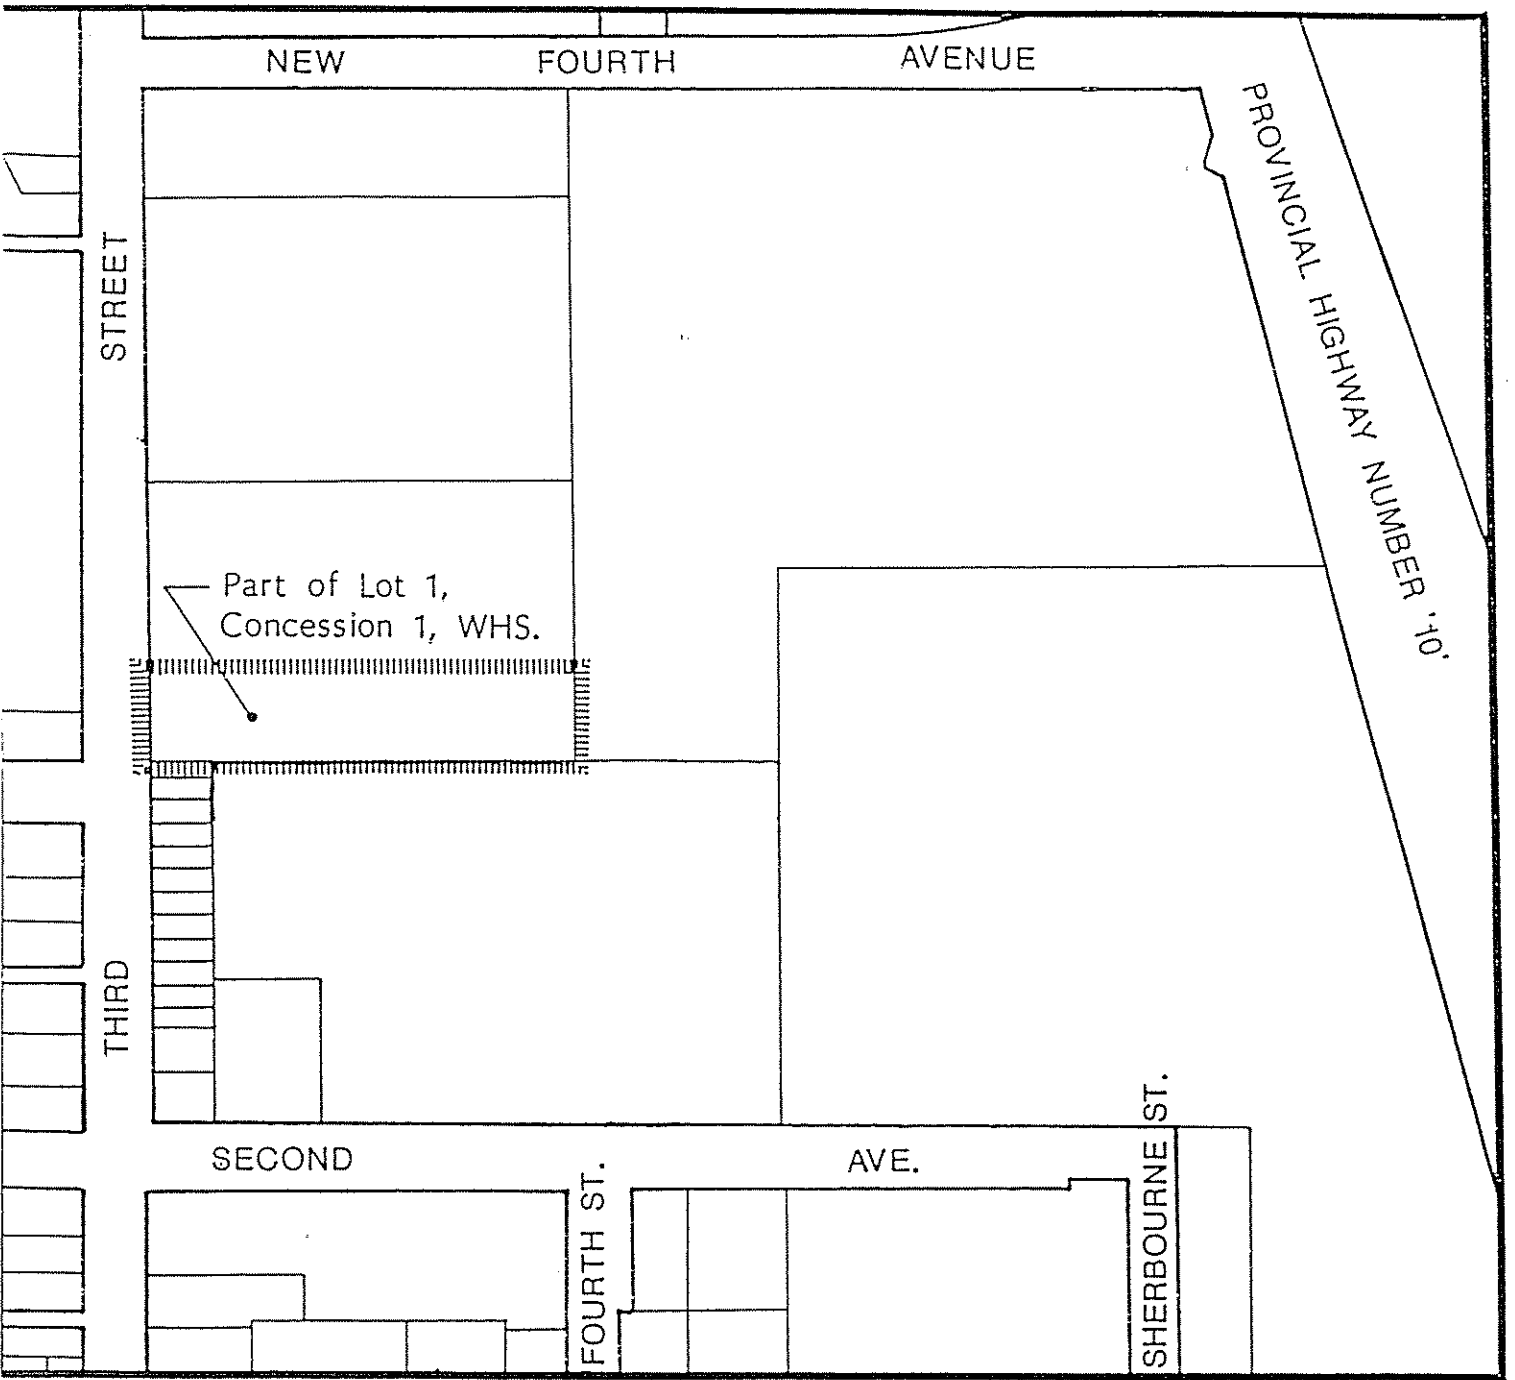 NEW FOURTH AVENUE
PROVINCIAL HIGHWAY NUMBER '10'
STREET
Part of Lot 1,
Concession 1, WHS.
THIRD
SECOND AVE.
FOURTH ST.
SHERBOURNE ST.